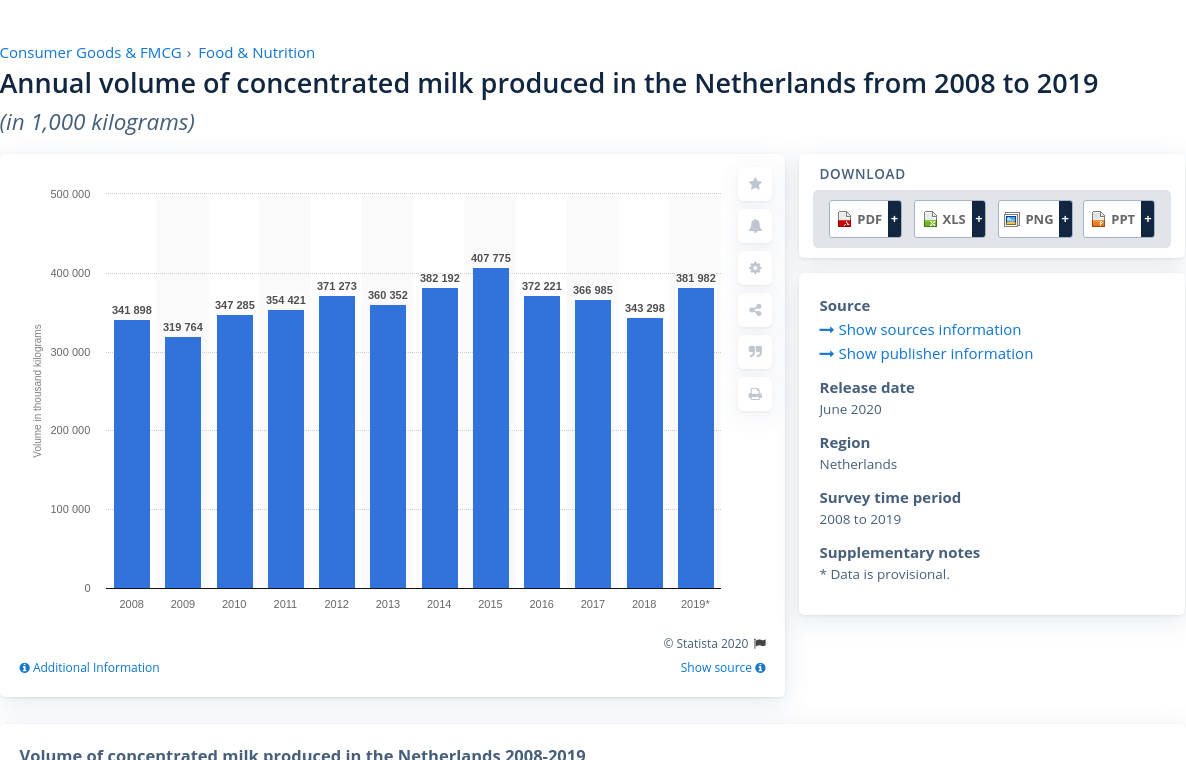 Consumer Goods & FMCG › Food & Nutrition
Annual volume of concentrated milk produced in the Netherlands from 2008 to 2019
(in 1,000 kilograms)
500 000
400 000
300 000
200 000
100 000
0
Volume in thousand kilograms
341 898
319 764
347 285
354 421
371 273
360 352
382 192
407 775
372 221
366 985
343 298
381 982
2008 2009 2010 2011 2012 2013 2014 2015 2016 2017 2018 2019*
© Statista 2020
Additional Information
Show source
DOWNLOAD
PDF + XLS + PNG + PPT +
Source
Show sources information
Show publisher information
Release date
June 2020
Region
Netherlands
Survey time period
2008 to 2019
Supplementary notes
* Data is provisional.
Volume of concentrated milk produced in the Netherlands 2008-2019